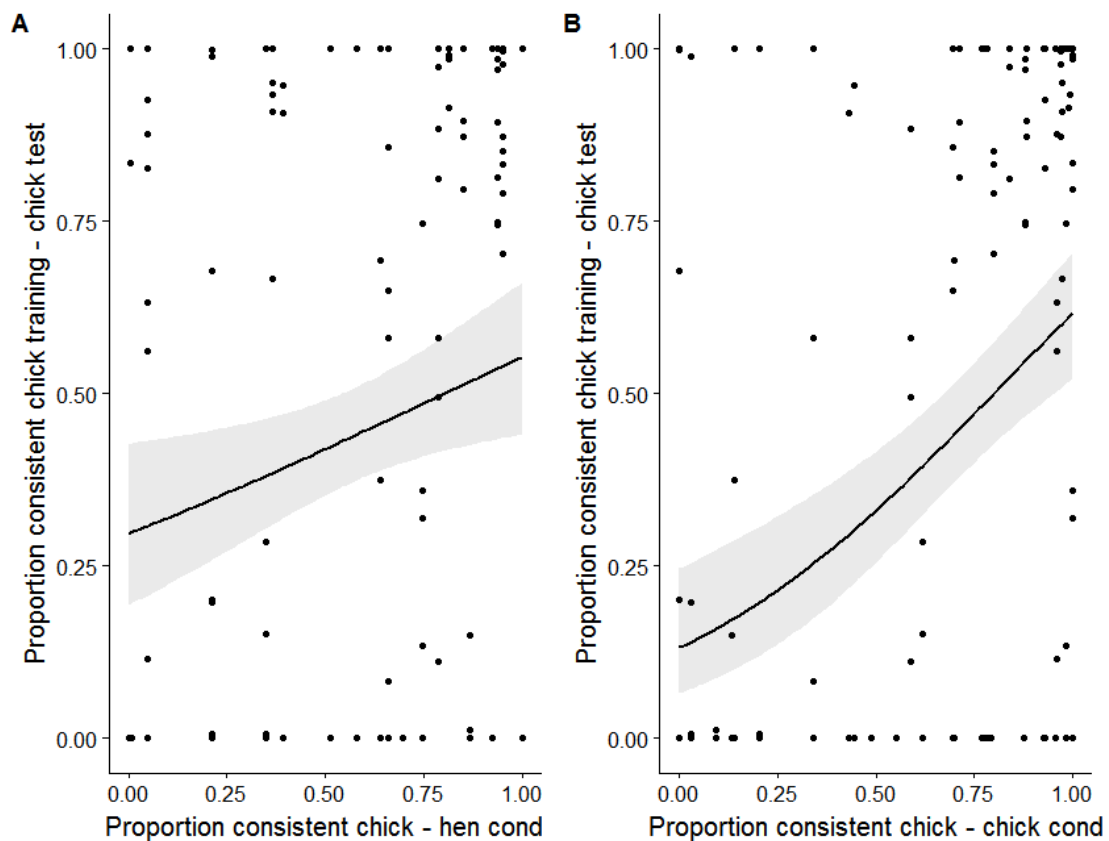 A
Proportion consistent chick training - chick test
1.00
0.75
0.50
0.25
0.00
0.00 0.25 0.50 0.75 1.00
Proportion consistent chick - hen cond
B
Proportion consistent chick training - chick test
1.00
0.75
0.50
0.25
0.00
0.00 0.25 0.50 0.75 1.00
Proportion consistent chick - chick cond